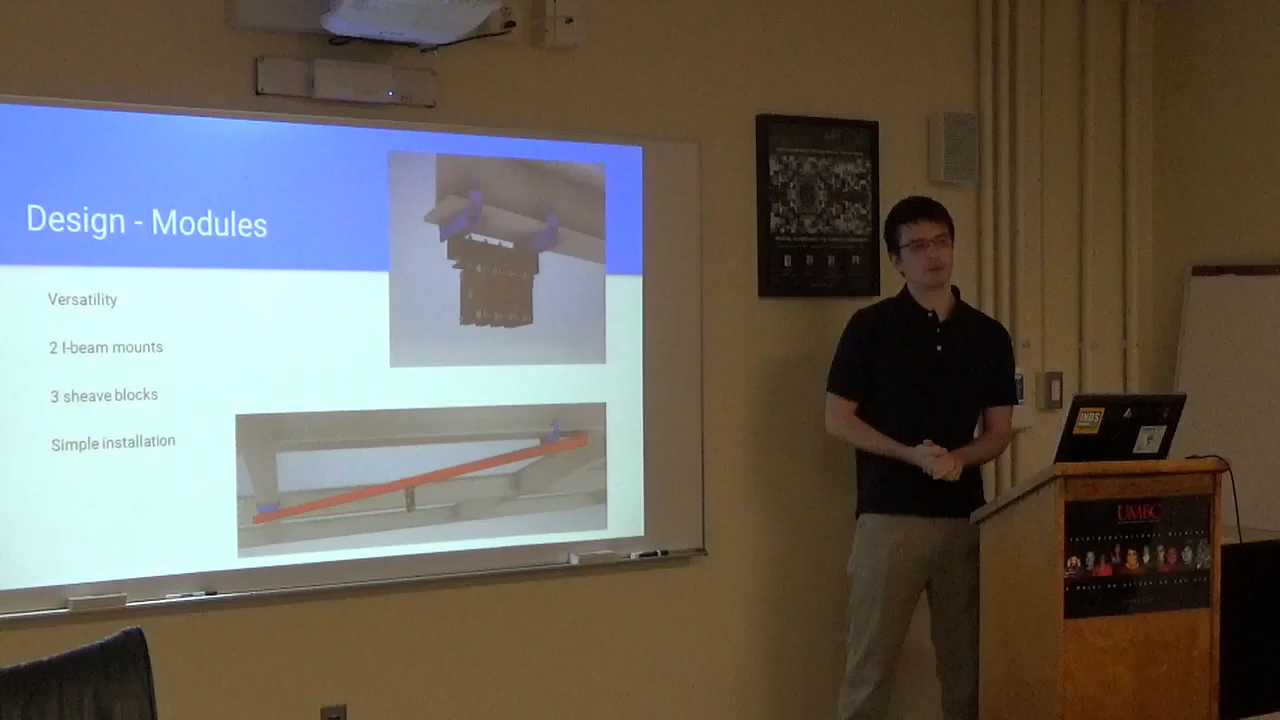 Design - Modules
Versatility
2 I-beam mounts
3 sheave blocks
Simple installation
UMBC